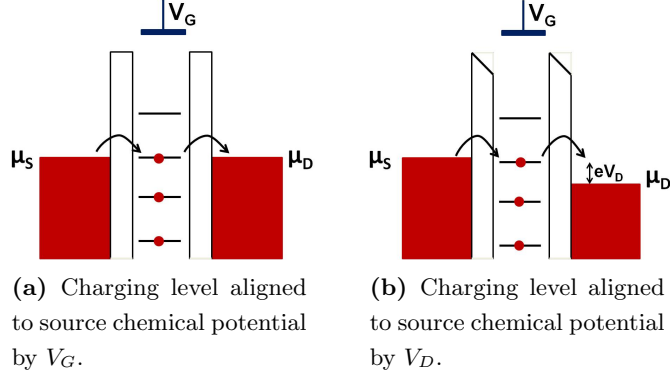 V_G
V_G
μ_S
μ_D
μ_S
eV_D
μ_D
(a) Charging level aligned
to source chemical potential
by V_G.
(b) Charging level aligned
to source chemical potential
by V_D.